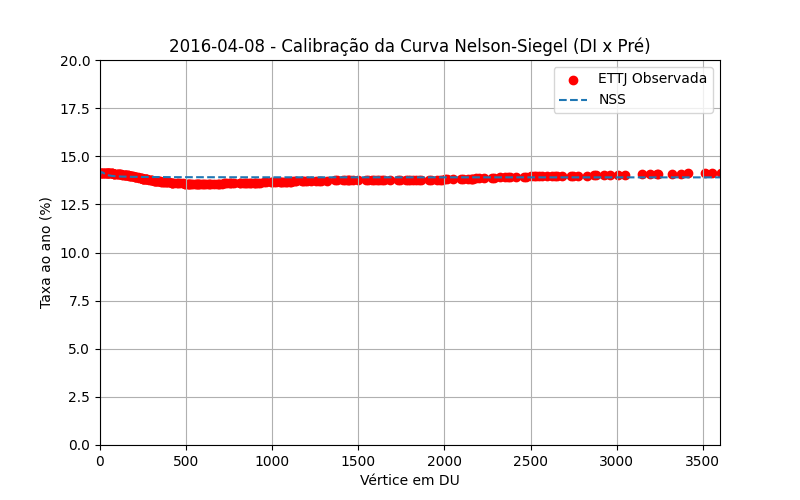 2016-04-08 - Calibração da Curva Nelson-Siegel (DI x Pré)
ETTJ Observada
NSS
Taxa ao ano (%)
20.0
17.5
15.0
12.5
10.0
7.5
5.0
2.5
0.0
0 500 1000 1500 2000 2500 3000 3500
Vértice em DU